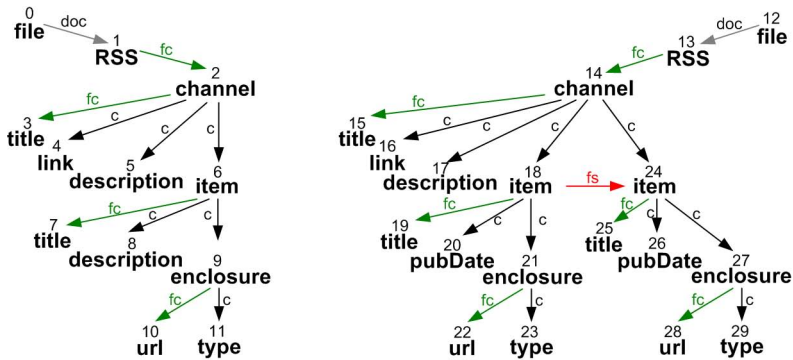 0
file
doc
1
RSS
fc
2
channel
fc
c
c
c
3
title
4
link
5
description
6
item
fc
c
c
7
title
8
description
9
enclosure
fc
c
10
url
11
type
12
file
doc
13
RSS
fc
14
channel
fc
c
c
c
c
15
title
16
link
17
description
18
item
fs
24
item
fc
c
c
19
title
20
pubDate
21
enclosure
fc
c
22
url
23
type
fc
c
c
25
title
26
pubDate
27
enclosure
fc
c
28
url
29
type